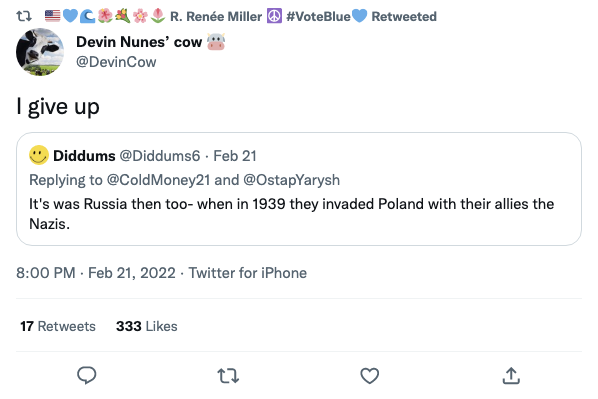 🇺🇸💙🌊🌺💐🌸🌷 R. Renée Miller ☮️ #VoteBlue💙 Retweeted
Devin Nunes’ cow 🐮
@DevinCow
I give up
Diddums @Diddums6 · Feb 21
Replying to @ColdMoney21 and @OstapYarysh
It's was Russia then too- when in 1939 they invaded Poland with their allies the
Nazis.
8:00 PM · Feb 21, 2022 · Twitter for iPhone
17 Retweets 333 Likes